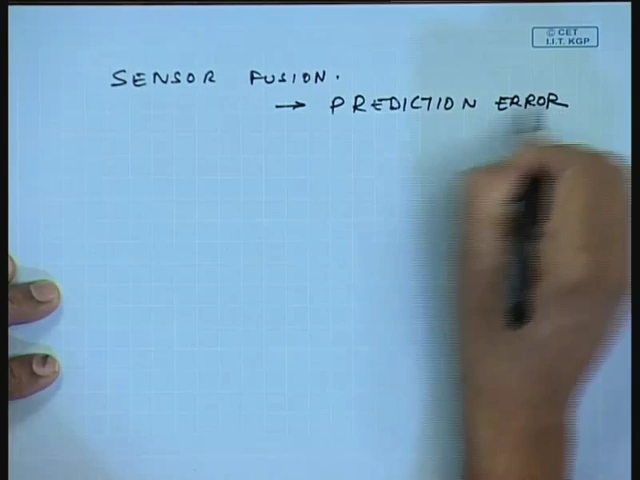 © CET
I.I.T. KGP
SENSOR FUSION.
→ PREDICTION ERROR